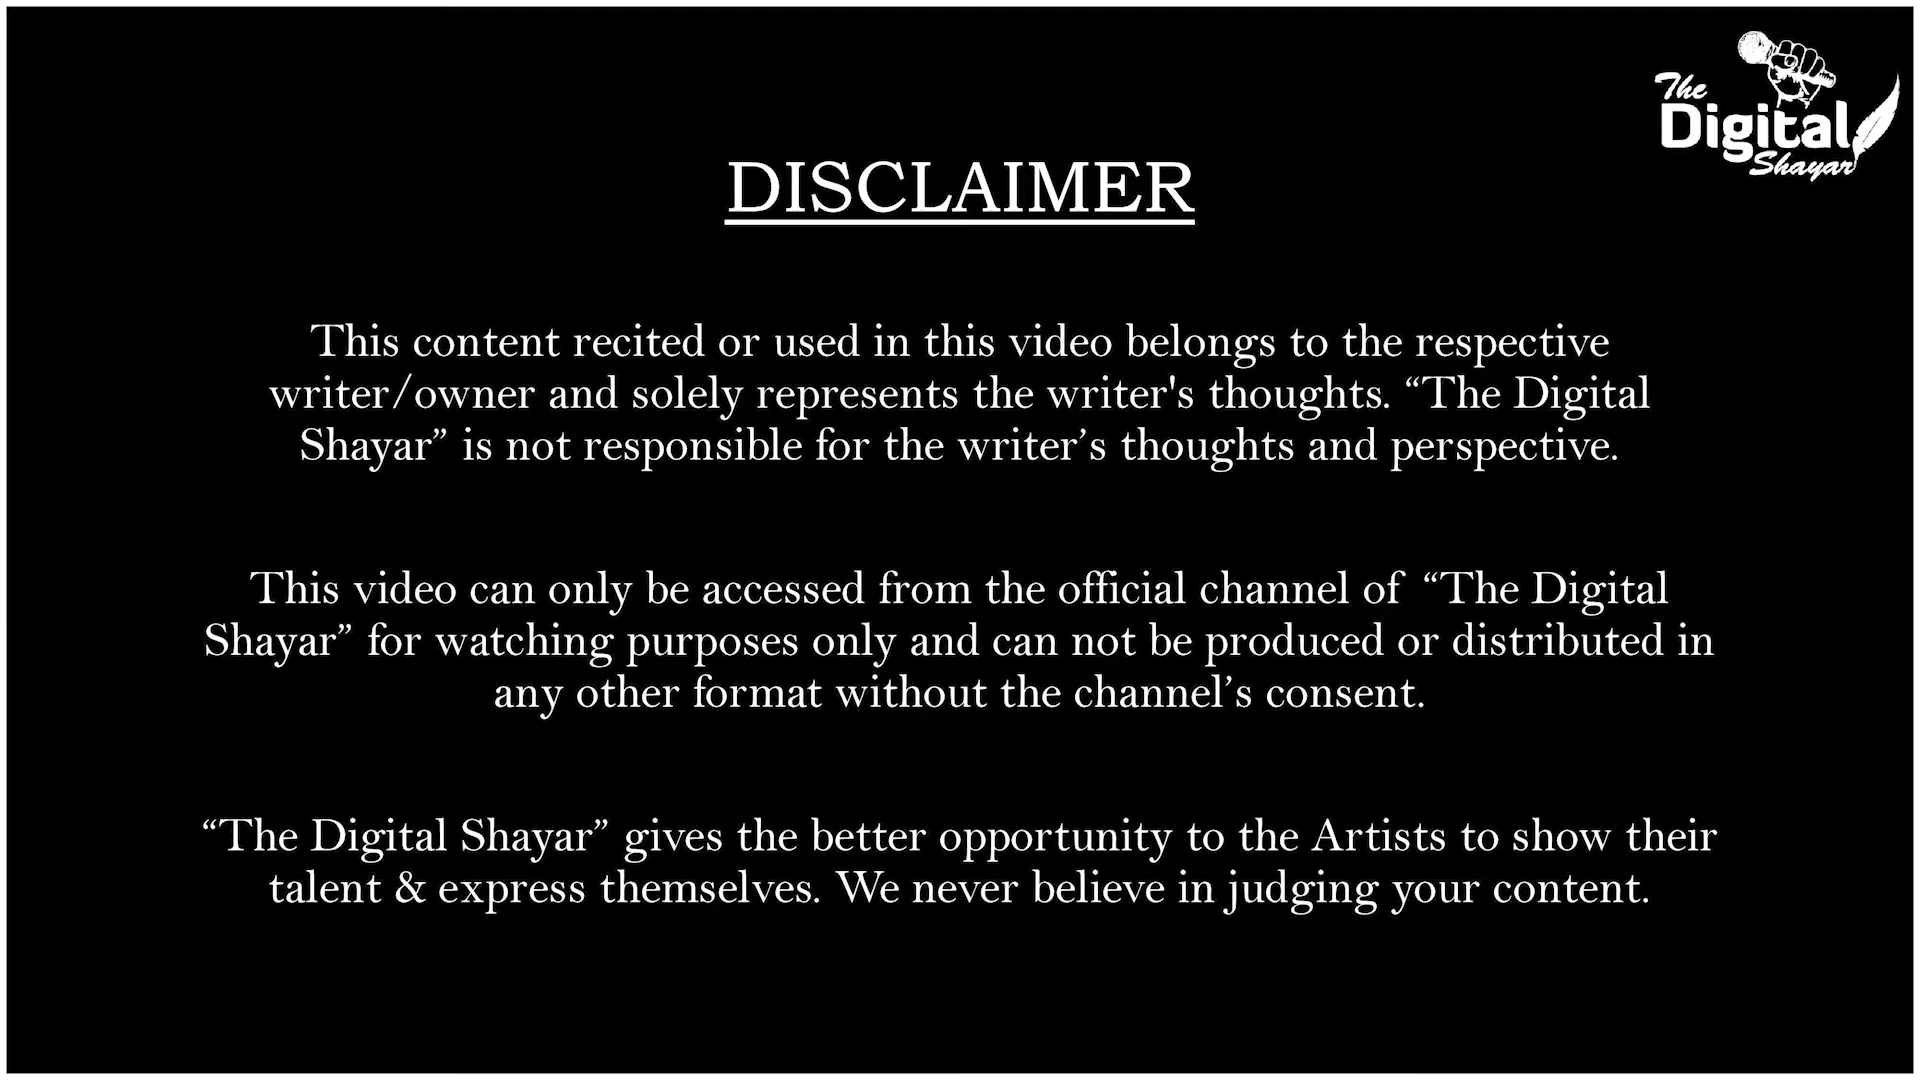 The
Digital
Shayar
DISCLAIMER
This content recited or used in this video belongs to the respective
writer/owner and solely represents the writer's thoughts. “The Digital
Shayar” is not responsible for the writer’s thoughts and perspective.
This video can only be accessed from the official channel of “The Digital
Shayar” for watching purposes only and can not be produced or distributed in
any other format without the channel’s consent.
“The Digital Shayar” gives the better opportunity to the Artists to show their
talent & express themselves. We never believe in judging your content.